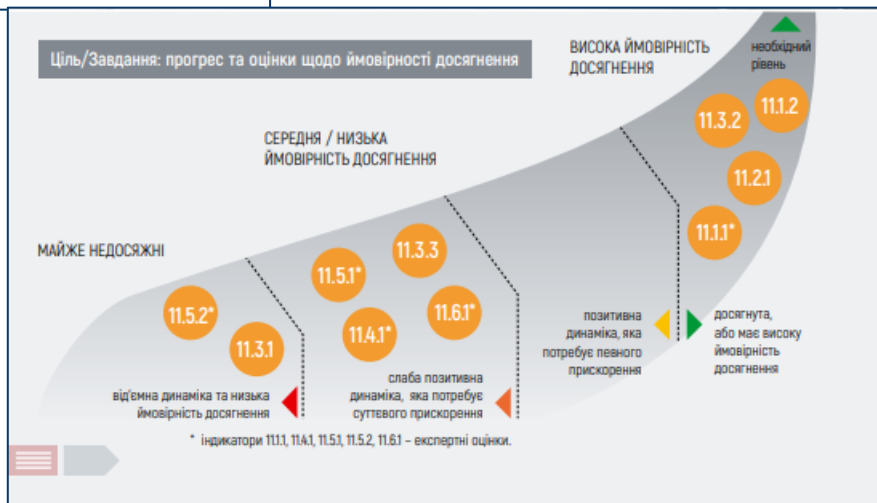 Ціль/Завдання: прогрес та оцінки щодо ймовірності досягнення
ВИСОКА ЙМОВІРНІСТЬ
ДОСЯГНЕННЯ
необхідний
рівень
11.3.2
11.1.2
11.2.1
11.1.1*
СЕРЕДНЯ / НИЗЬКА
ЙМОВІРНІСТЬ ДОСЯГНЕННЯ
11.3.3
11.5.1*
11.6.1*
11.4.1*
МАЙЖЕ НЕДОСЯЖНІ
11.5.2*
11.3.1
позитивна
динаміка, яка
потребує певного
прискорення
досягнута,
або має високу
ймовірність
досягнення
слаба позитивна
динаміка, яка потребує
суттєвого прискорення
від'ємна динаміка та низька
ймовірність досягнення
* індикатори 11.1.1, 11.4.1, 11.5.1, 11.5.2, 11.6.1 – експертні оцінки.